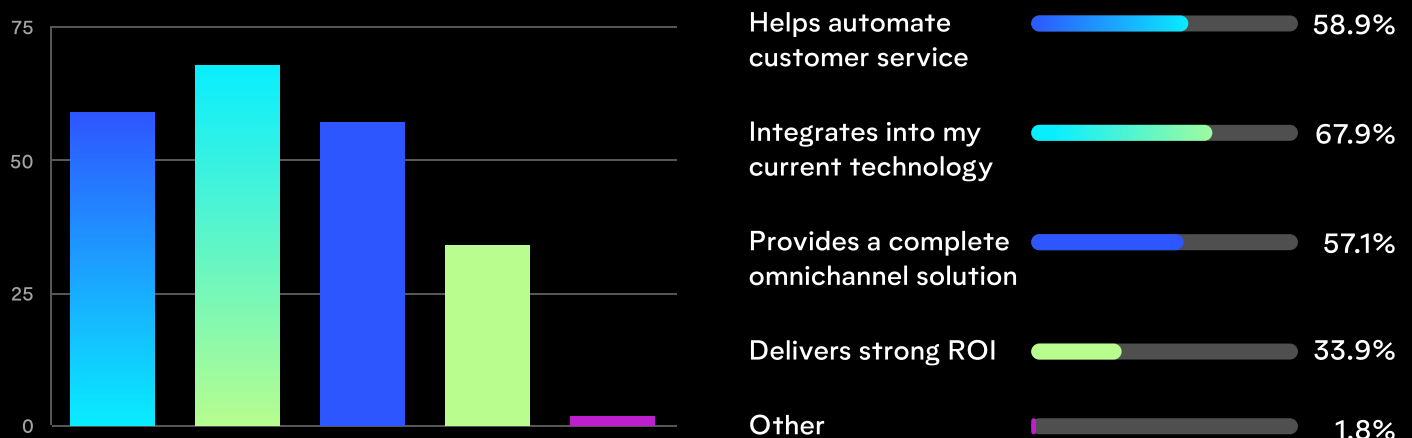 75
50
25
0
Helps automate
customer service
58.9%
Integrates into my
current technology
67.9%
Provides a complete
omnichannel solution
57.1%
Delivers strong ROI
33.9%
Other
1.8%